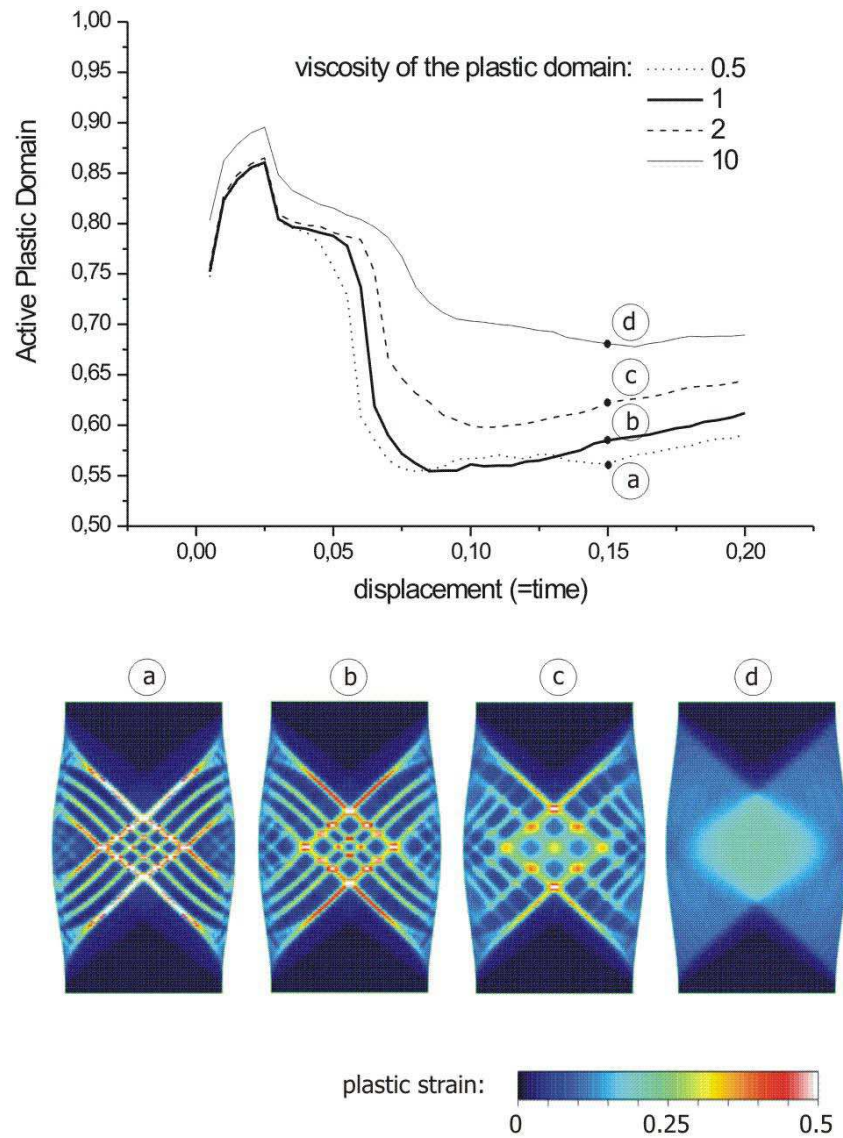 1,00
0,95
0,90
0,85
0,80
0,75
0,70
0,65
0,60
0,55
0,50
Active Plastic Domain
viscosity of the plastic domain:
0.5
1
2
10
d
c
b
a
0,00 0,05 0,10 0,15 0,20
displacement (=time)
a b c d
plastic strain:
0 0.25 0.5